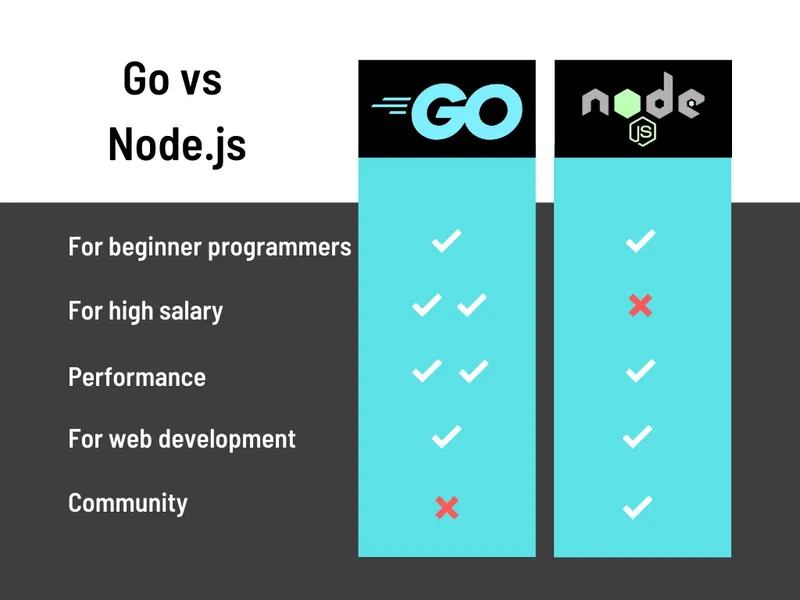 Go vs
Node.js
GO
node
JS
For beginner programmers
For high salary
Performance
For web development
Community